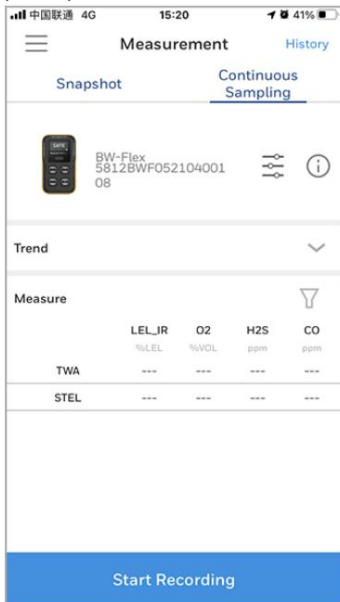 中国联通 4G 15:20 41%
Measurement History
Snapshot Continuous Sampling
SAFE
BW-Flex
5812BWF052104001
08
Trend
Measure
LEL_IR O2 H2S CO
%LEL %VOL ppm ppm
TWA --- --- --- ---
STEL --- --- --- ---
Start Recording